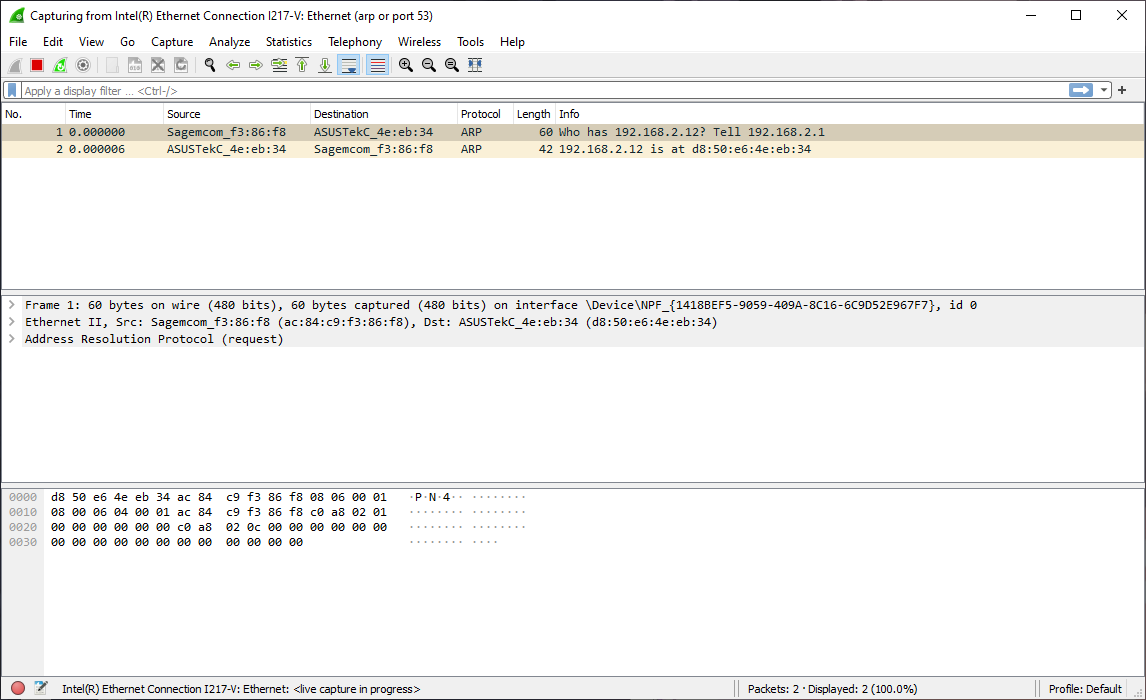 Capturing from Intel(R) Ethernet Connection I217-V: Ethernet (arp or port 53)
File Edit View Go Capture Analyze Statistics Telephony Wireless Tools Help
Apply a display filter ... <Ctrl-/>
No. Time Source Destination Protocol Length Info
1 0.000000 Sagemcom_f3:86:f8 ASUSTekC_4e:eb:34 ARP 60 Who has 192.168.2.12? Tell 192.168.2.1
2 0.000006 ASUSTekC_4e:eb:34 Sagemcom_f3:86:f8 ARP 42 192.168.2.12 is at d8:50:e6:4e:eb:34
Frame 1: 60 bytes on wire (480 bits), 60 bytes captured (480 bits) on interface \Device\NPF_{1418BEF5-9059-409A-8C16-6C9D52E967F7}, id 0
Ethernet II, Src: Sagemcom_f3:86:f8 (ac:84:c9:f3:86:f8), Dst: ASUSTekC_4e:eb:34 (d8:50:e6:4e:eb:34)
Address Resolution Protocol (request)
0000 d8 50 e6 4e eb 34 ac 84 c9 f3 86 f8 08 06 00 01 ·P·N·4·· ········
0010 08 00 06 04 00 01 ac 84 c9 f3 86 f8 c0 a8 02 01 ········ ········
0020 00 00 00 00 00 00 c0 a8 02 0c 00 00 00 00 00 00 ········ ········
0030 00 00 00 00 00 00 00 00 00 00 00 00 ········ ····
Intel(R) Ethernet Connection I217-V: Ethernet: <live capture in progress> Packets: 2 · Displayed: 2 (100.0%) Profile: Default